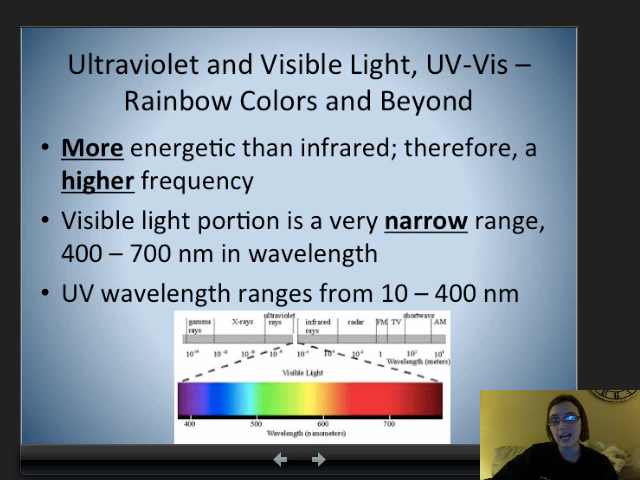 Ultraviolet and Visible Light, UV-Vis –
Rainbow Colors and Beyond
• More energetic than infrared; therefore, a
higher frequency
• Visible light portion is a very narrow range,
400 – 700 nm in wavelength
• UV wavelength ranges from 10 – 400 nm
gamma rays X-rays ultraviolet rays infrared rays radar FM TV shortwave AM
Wavelength (meters)
Visible Light
400 500 600 700
Wavelength (nanometers)